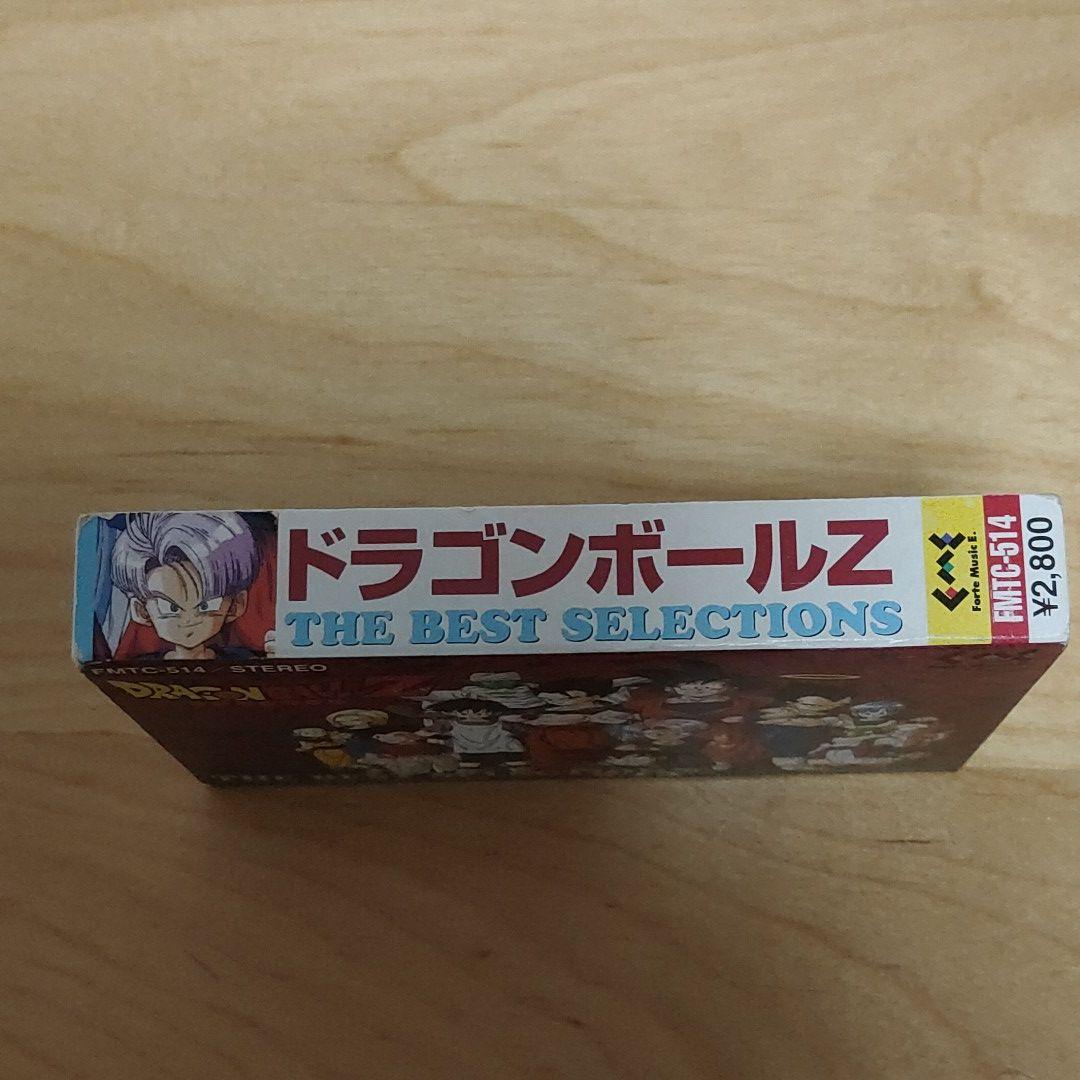 ドラゴンボールZ
THE BEST SELECTIONS
Forte Music E.
FMTC-514
¥2,800
FMTC-514 STEREO
DRAGON